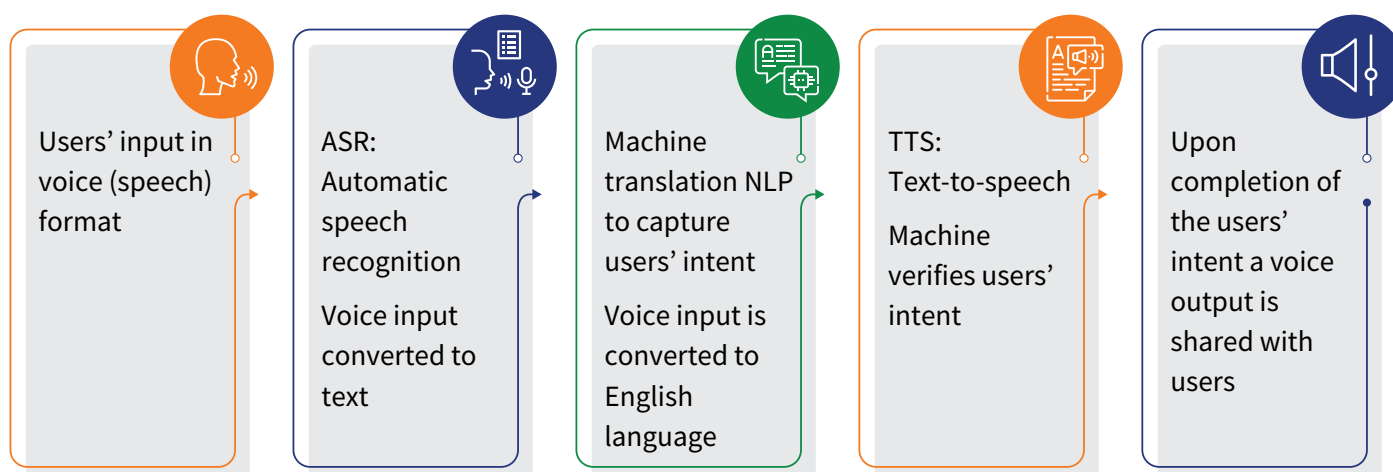 Users’ input in
voice (speech)
format
ASR:
Automatic
speech
recognition
Voice input
converted to
text
Machine
translation NLP
to capture
users’ intent
Voice input is
converted to
English
language
TTS:
Text-to-speech
Machine
verifies users’
intent
Upon
completion of
the users’
intent a voice
output is
shared with
users